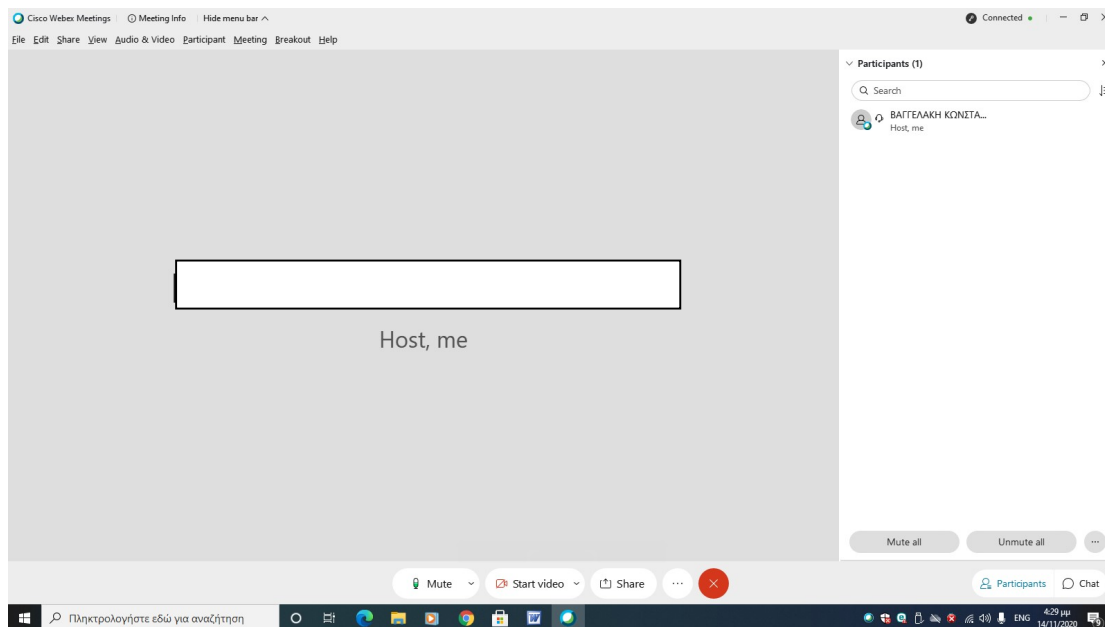 Cisco Webex Meetings Meeting Info Hide menu bar Connected
File Edit Share View Audio & Video Participant Meeting Breakout Help
Participants (1)
Search
ΒΑΓΓΕΛΑΚΗ ΚΩΝΣΤΑ...
Host, me
Host, me
Mute all Unmute all
Mute Start video Share Participants Chat
Πληκτρολογήστε εδώ για αναζήτηση ENG 4:29 μμ
14/11/2020